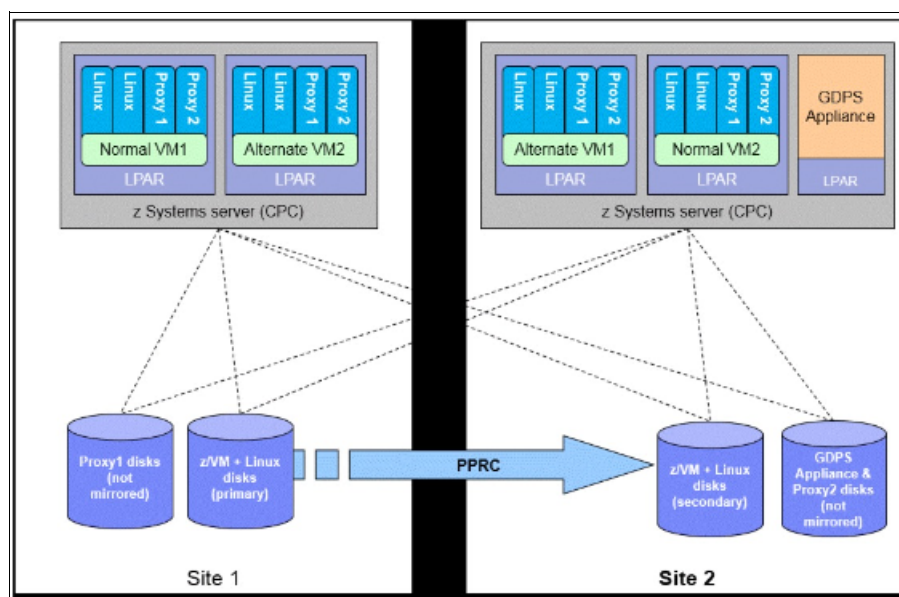 Linux
Linux
Proxy 1
Proxy 2
Normal VM1
LPAR
Linux
Linux
Proxy 1
Proxy 2
Alternate VM2
LPAR
z Systems server (CPC)
Linux
Linux
Proxy 1
Proxy 2
Alternate VM1
LPAR
Linux
Linux
Proxy 1
Proxy 2
Normal VM2
LPAR
GDPS
Appliance
LPAR
z Systems server (CPC)
Proxy1 disks
(not
mirrored)
z/VM + Linux
disks
(primary)
PPRC
z/VM + Linux
disks
(secondary)
GDPS
Appliance &
Proxy2 disks
(not
mirrored)
Site 1
Site 2